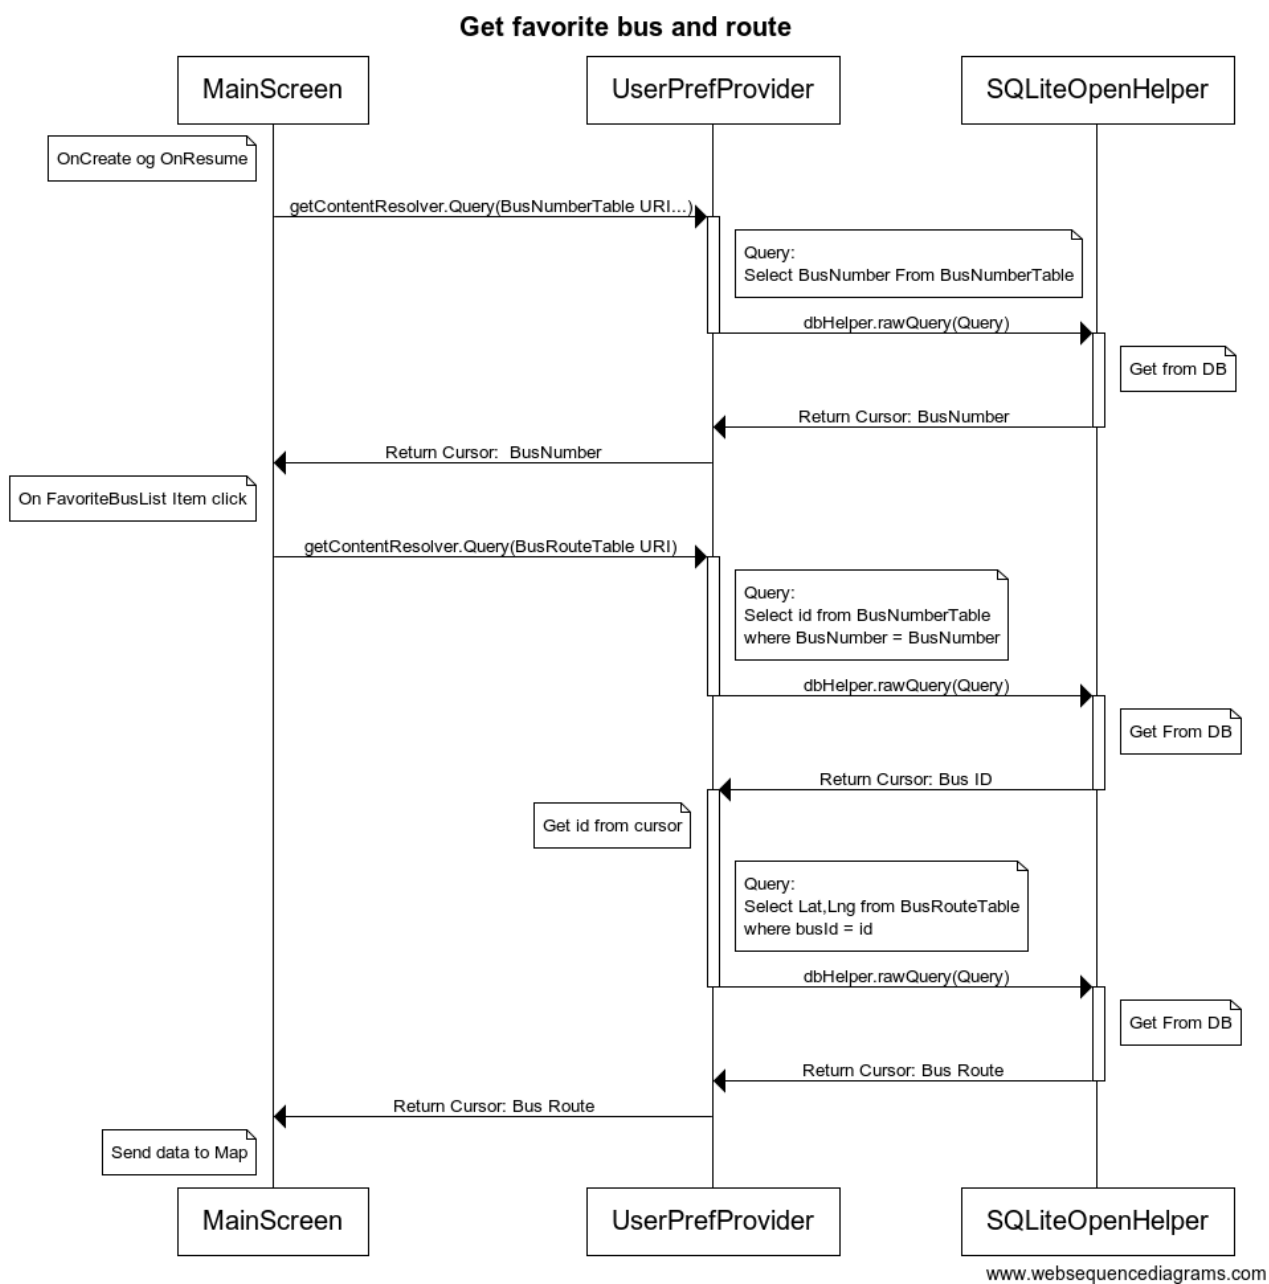 Get favorite bus and route
MainScreen
UserPrefProvider
SQLiteOpenHelper
OnCreate og OnResume
getContentResolver.Query(BusNumberTable URI...)
Query:
Select BusNumber From BusNumberTable
dbHelper.rawQuery(Query)
Get from DB
Return Cursor: BusNumber
Return Cursor:  BusNumber
On FavoriteBusList Item click
getContentResolver.Query(BusRouteTable URI)
Query:
Select id from BusNumberTable
where BusNumber = BusNumber
dbHelper.rawQuery(Query)
Get From DB
Return Cursor: Bus ID
Get id from cursor
Query:
Select Lat,Lng from BusRouteTable
where busId = id
dbHelper.rawQuery(Query)
Get From DB
Return Cursor: Bus Route
Return Cursor: Bus Route
Send data to Map
MainScreen
UserPrefProvider
SQLiteOpenHelper
www.websequencediagrams.com